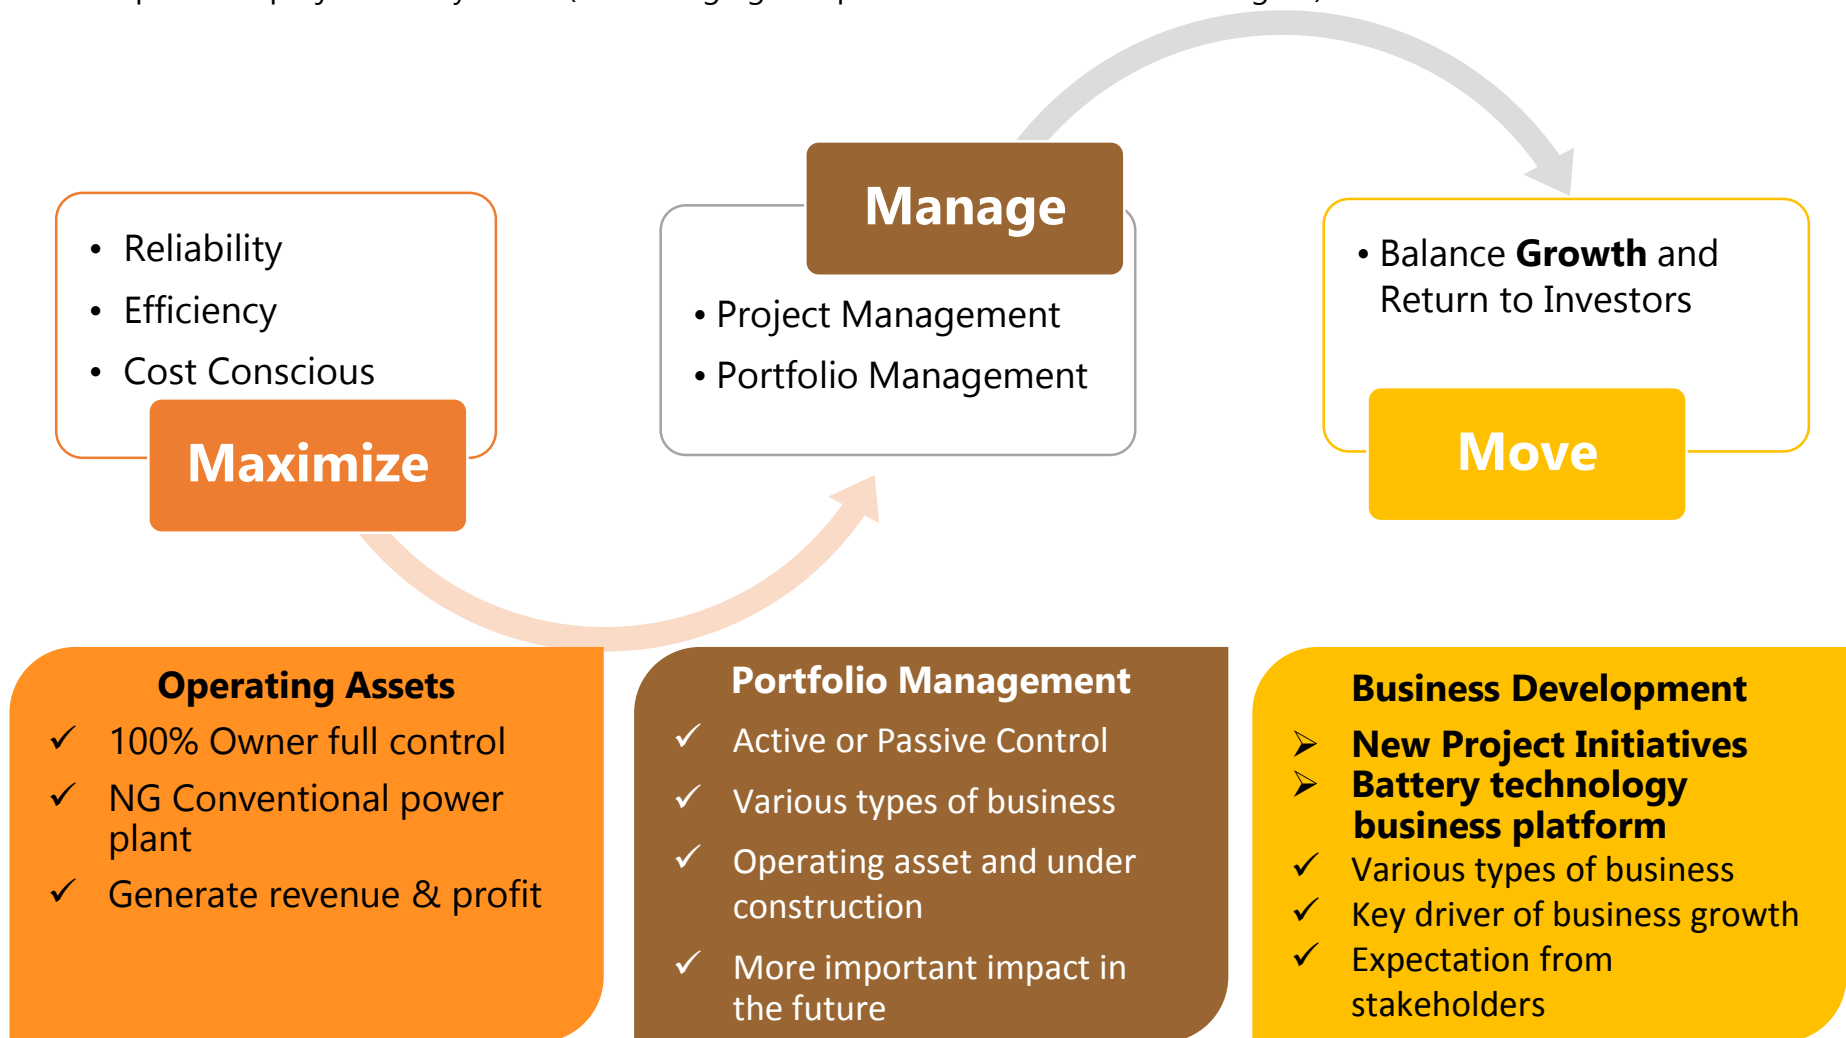 • Reliability
• Efficiency
• Cost Conscious
Maximize
Manage
• Project Management
• Portfolio Management
• Balance Growth and
Return to Investors
Move
Operating Assets
✓ 100% Owner full control
✓ NG Conventional power
plant
✓ Generate revenue & profit
Portfolio Management
✓ Active or Passive Control
✓ Various types of business
✓ Operating asset and under
construction
✓ More important impact in
the future
Business Development
➢ New Project Initiatives
➢ Battery technology
business platform
✓ Various types of business
✓ Key driver of business growth
✓ Expectation from
stakeholders